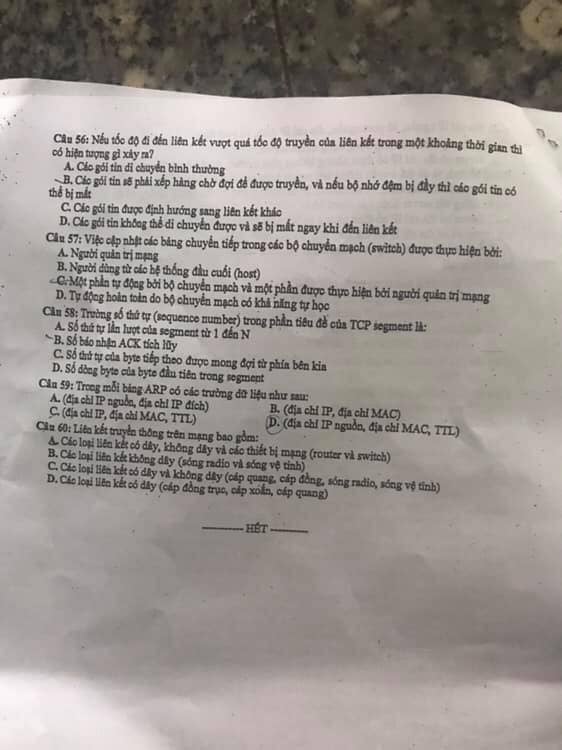 Câu 56: Nếu tốc độ đi đến liên kết vượt quá tốc độ truyền của liên kết trong một khoảng thời gian thì
có hiện tượng gì xảy ra?
A. Các gói tin di chuyển bình thường
B. Các gói tin sẽ phải xếp hàng chờ đợi để được truyền, và nếu bộ nhớ đệm bị đầy thì các gói tin có
thể bị mất
C. Các gói tin được định hướng sang liên kết khác
D. Các gói tin không thể di chuyển được và sẽ bị mất ngay khi đến liên kết
Câu 57: Việc cập nhật các bảng chuyển tiếp trong các bộ chuyển mạch (switch) được thực hiện bởi:
A. Người quản trị mạng
B. Người dùng từ các hệ thống đầu cuối (host)
C. Một phần tự động bởi bộ chuyển mạch và một phần được thực hiện bởi người quản trị mạng
D. Tự động hoàn toàn do bộ chuyển mạch có khả năng tự học
Câu 58: Trường số thứ tự (sequence number) trong phần tiêu đề của TCP segment là:
A. Số thứ tự lần lượt của segment từ 1 đến N
B. Số báo nhận ACK tích lũy
C. Số thứ tự của byte tiếp theo được mong đợi từ phía bên kia
D. Số dòng byte của byte đầu tiên trong segment
Câu 59: Trong mỗi bảng ARP có các trường dữ liệu như sau:
A. (địa chỉ IP nguồn, địa chỉ IP đích) B. (địa chỉ IP, địa chỉ MAC)
C. (địa chỉ IP, địa chỉ MAC, TTL) D. (địa chỉ IP nguồn, địa chỉ MAC, TTL)
Câu 60: Liên kết truyền thông trên mạng bao gồm:
A. Các loại liên kết có dây, không dây và các thiết bị mạng (router và switch)
B. Các loại liên kết không dây (sóng radio và sóng vệ tinh)
C. Các loại liên kết có dây và không dây (cáp quang, cáp đồng, sóng radio, sóng vệ tinh)
D. Các loại liên kết có dây (cáp đồng trục, cáp xoắn, cáp quang)
----------- HẾT ----------